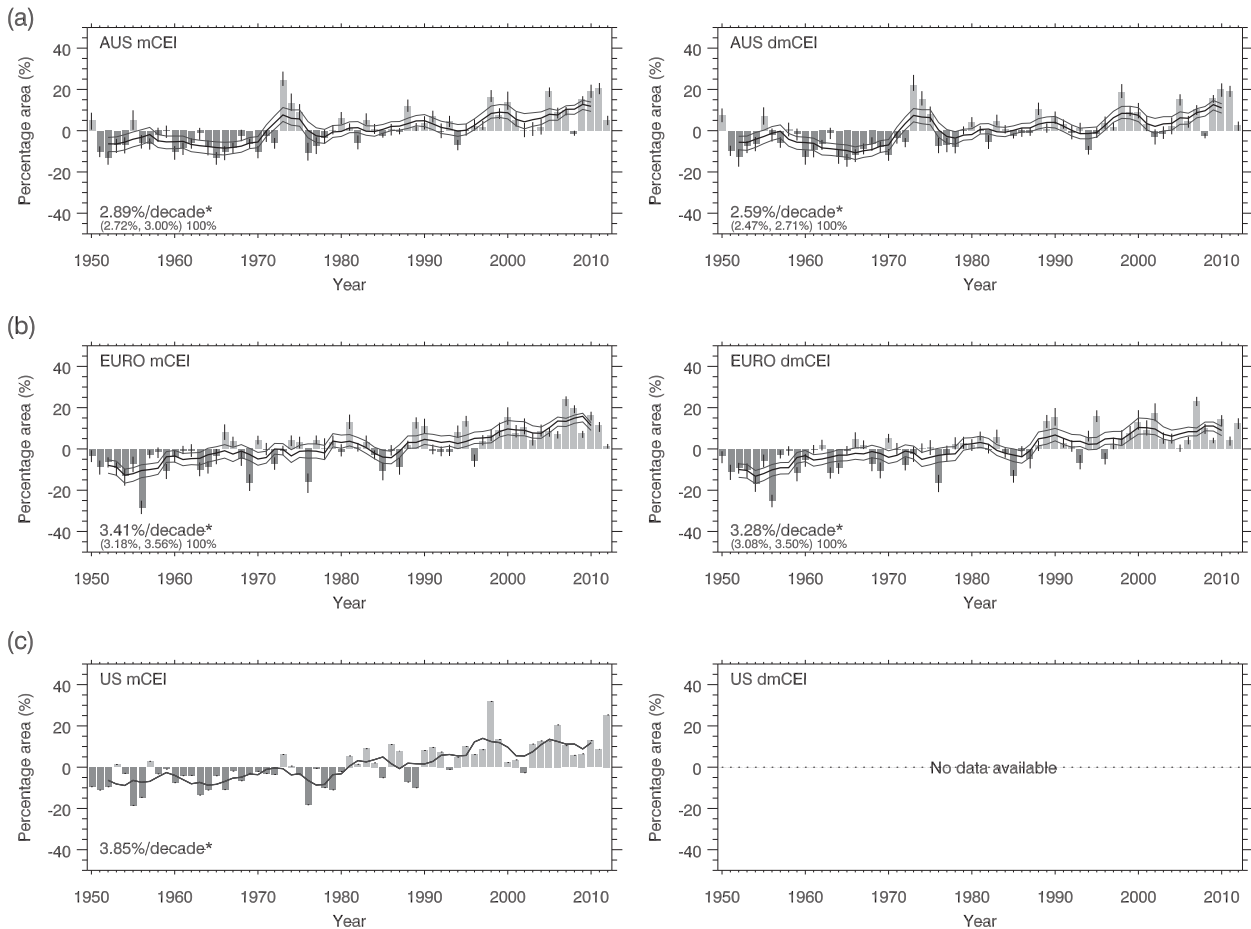 (a)
AUS mCEI
Percentage area (%)
40
20
0
-20
-40
2.89%/decade*
(2.72%, 3.00%) 100%
1950 1960 1970 1980 1990 2000 2010
Year
AUS dmCEI
Percentage area (%)
40
20
0
-20
-40
2.59%/decade*
(2.47%, 2.71%) 100%
1950 1960 1970 1980 1990 2000 2010
Year
(b)
EURO mCEI
Percentage area (%)
40
20
0
-20
-40
3.41%/decade*
(3.18%, 3.56%) 100%
1950 1960 1970 1980 1990 2000 2010
Year
EURO dmCEI
Percentage area (%)
40
20
0
-20
-40
3.28%/decade*
(3.08%, 3.50%) 100%
1950 1960 1970 1980 1990 2000 2010
Year
(c)
US mCEI
Percentage area (%)
40
20
0
-20
-40
3.85%/decade*
1950 1960 1970 1980 1990 2000 2010
Year
US dmCEI
Percentage area (%)
40
20
0
-20
-40
No data available
1950 1960 1970 1980 1990 2000 2010
Year